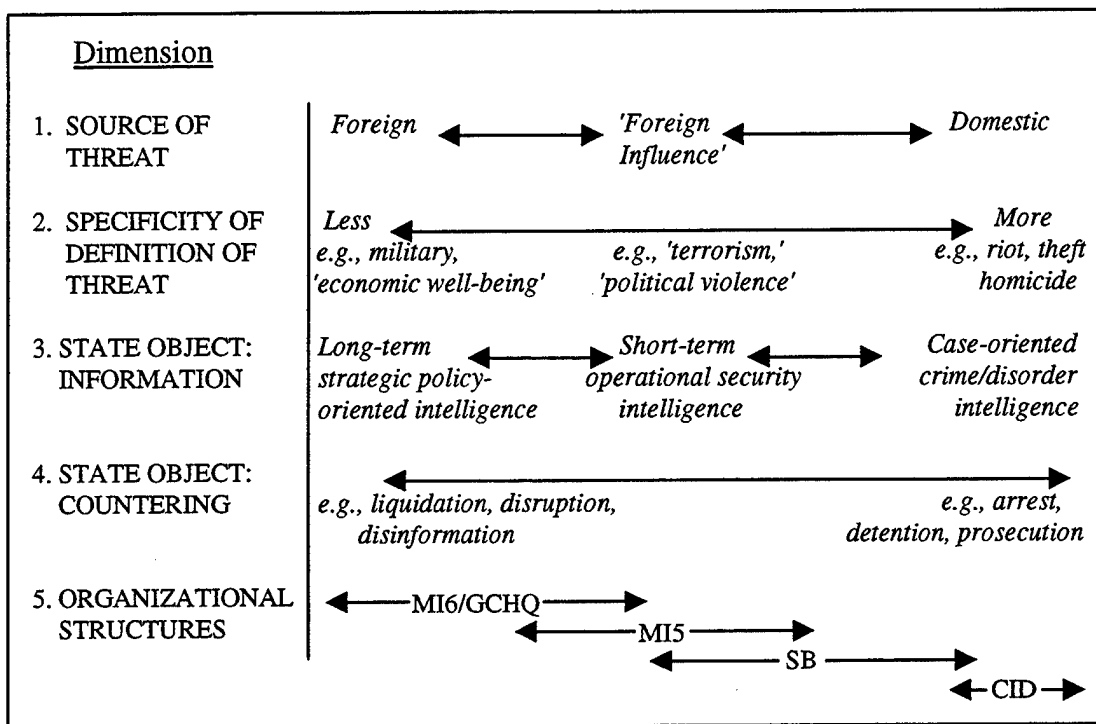 Dimension
1. SOURCE OF THREAT
Foreign
'Foreign Influence'
Domestic
2. SPECIFICITY OF DEFINITION OF THREAT
Less
e.g., military,
'economic well-being'
e.g., 'terrorism,'
'political violence'
More
e.g., riot, theft
homicide
3. STATE OBJECT:
INFORMATION
Long-term
strategic policy-
oriented intelligence
Short-term
operational security
intelligence
Case-oriented
crime/disorder
intelligence
4. STATE OBJECT:
COUNTERING
e.g., liquidation, disruption,
disinformation
e.g., arrest,
detention, prosecution
5. ORGANIZATIONAL
STRUCTURES
MI6/GCHQ
MI5
SB
CID